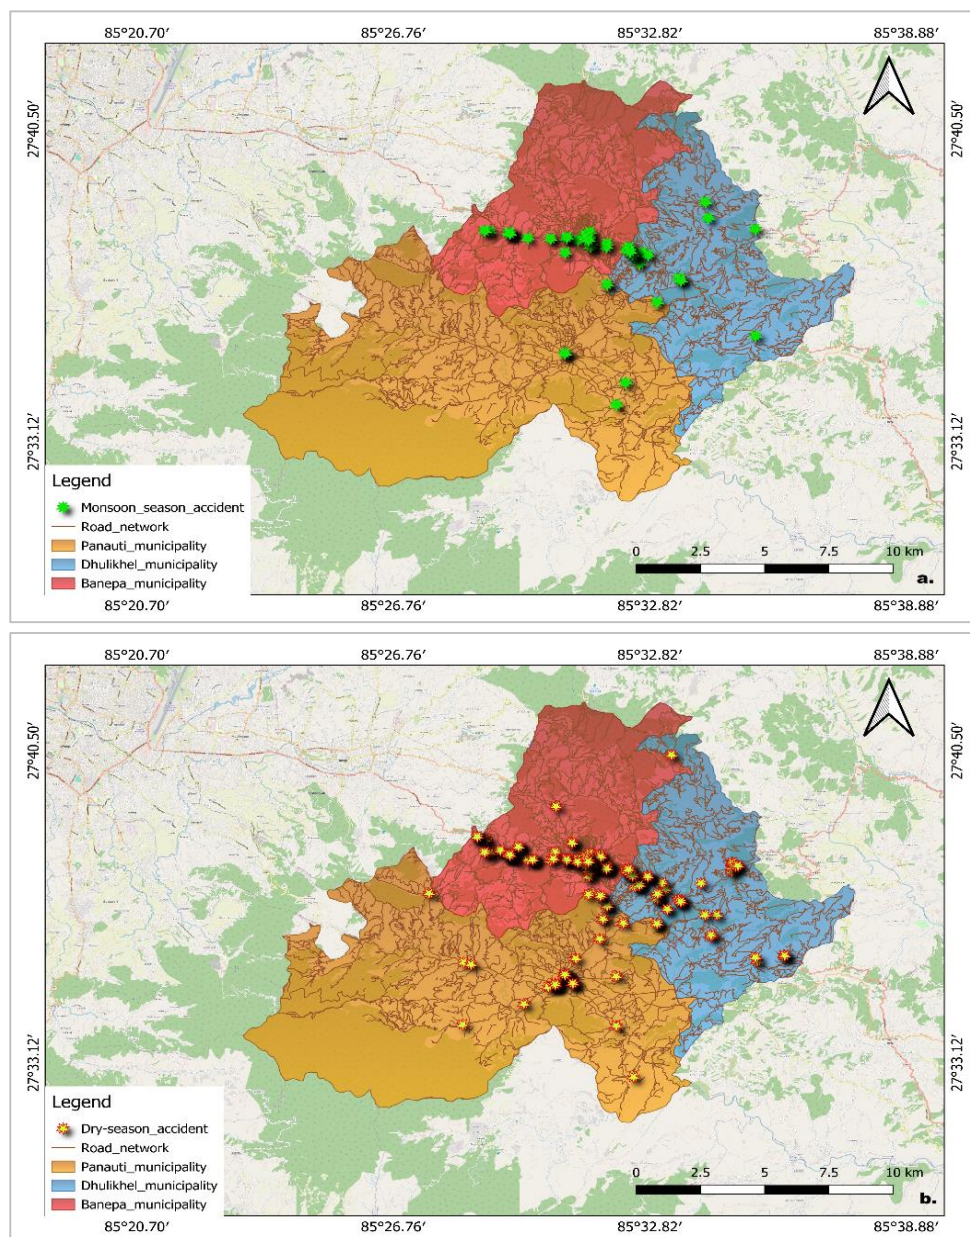 85°20.70′ 85°26.76′ 85°32.82′ 85°38.88′
27°40.50′ 27°40.50′
27°33.12′ 27°33.12′
Legend
Monsoon_season_accident
Road_network
Panauti_municipality
Dhulikhel_municipality
Banepa_municipality
0 2.5 5 7.5 10 km
a.
85°20.70′ 85°26.76′ 85°32.82′ 85°38.88′
85°20.70′ 85°26.76′ 85°32.82′ 85°38.88′
27°40.50′ 27°40.50′
27°33.12′ 27°33.12′
Legend
Dry-season_accident
Road_network
Panauti_municipality
Dhulikhel_municipality
Banepa_municipality
0 2.5 5 7.5 10 km
b.
85°20.70′ 85°26.76′ 85°32.82′ 85°38.88′